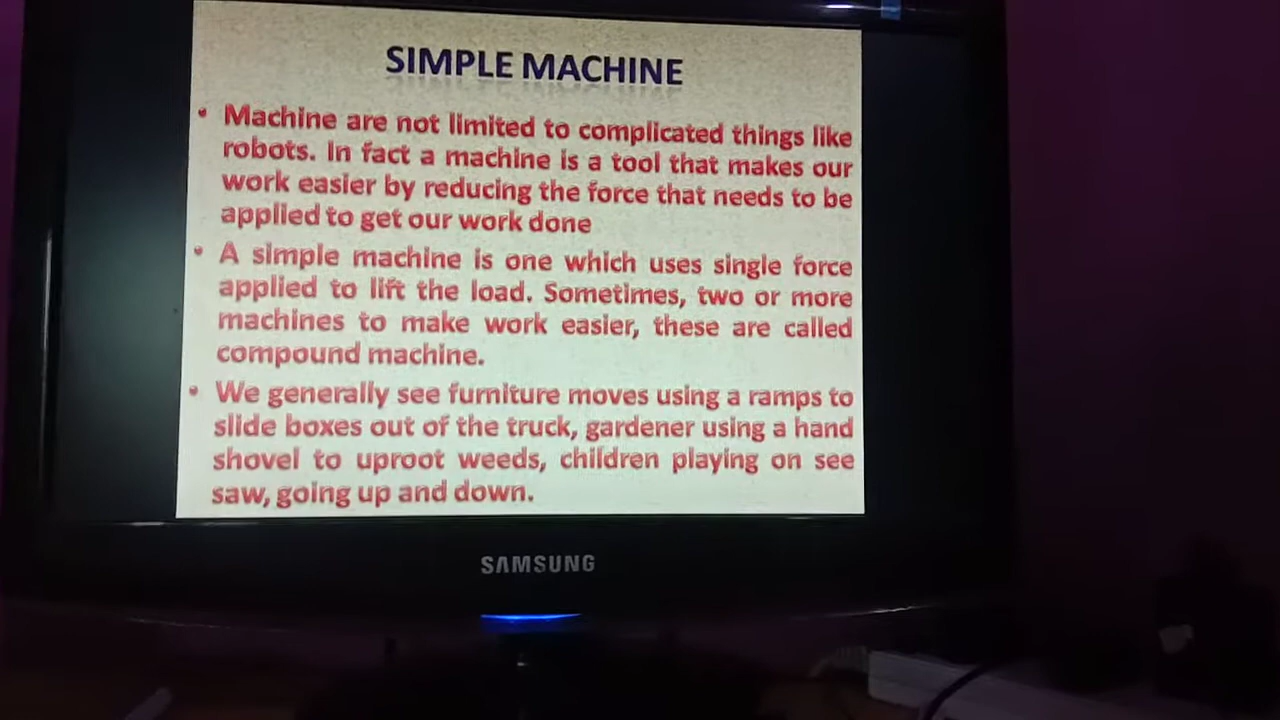 SIMPLE MACHINE
• Machine are not limited to complicated things like
robots. In fact a machine is a tool that makes our
work easier by reducing the force that needs to be
applied to get our work done
• A simple machine is one which uses single force
applied to lift the load. Sometimes, two or more
machines to make work easier, these are called
compound machine.
• We generally see furniture moves using a ramps to
slide boxes out of the truck, gardener using a hand
shovel to uproot weeds, children playing on see
saw, going up and down.
SAMSUNG